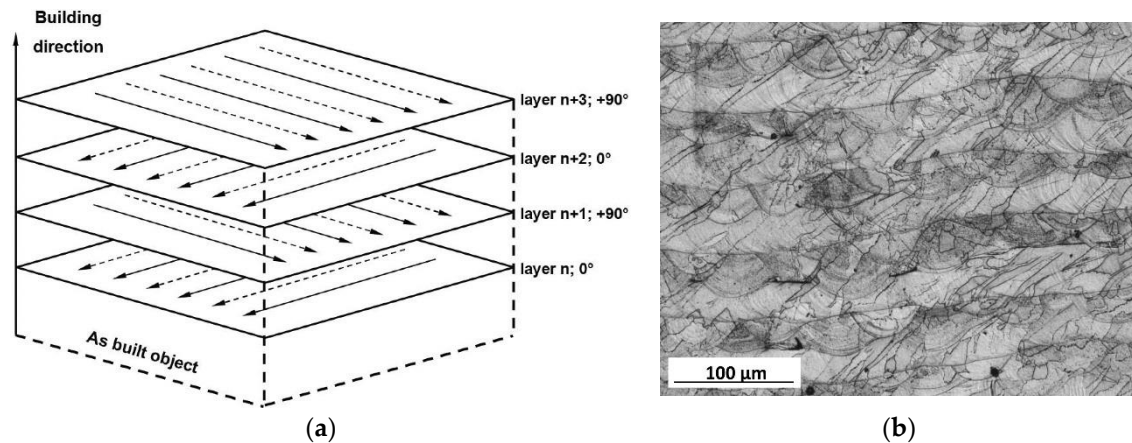 Building
direction
layer n+3; +90°
layer n+2; 0°
layer n+1; +90°
layer n; 0°
As built object
100 µm
(a)
(b)